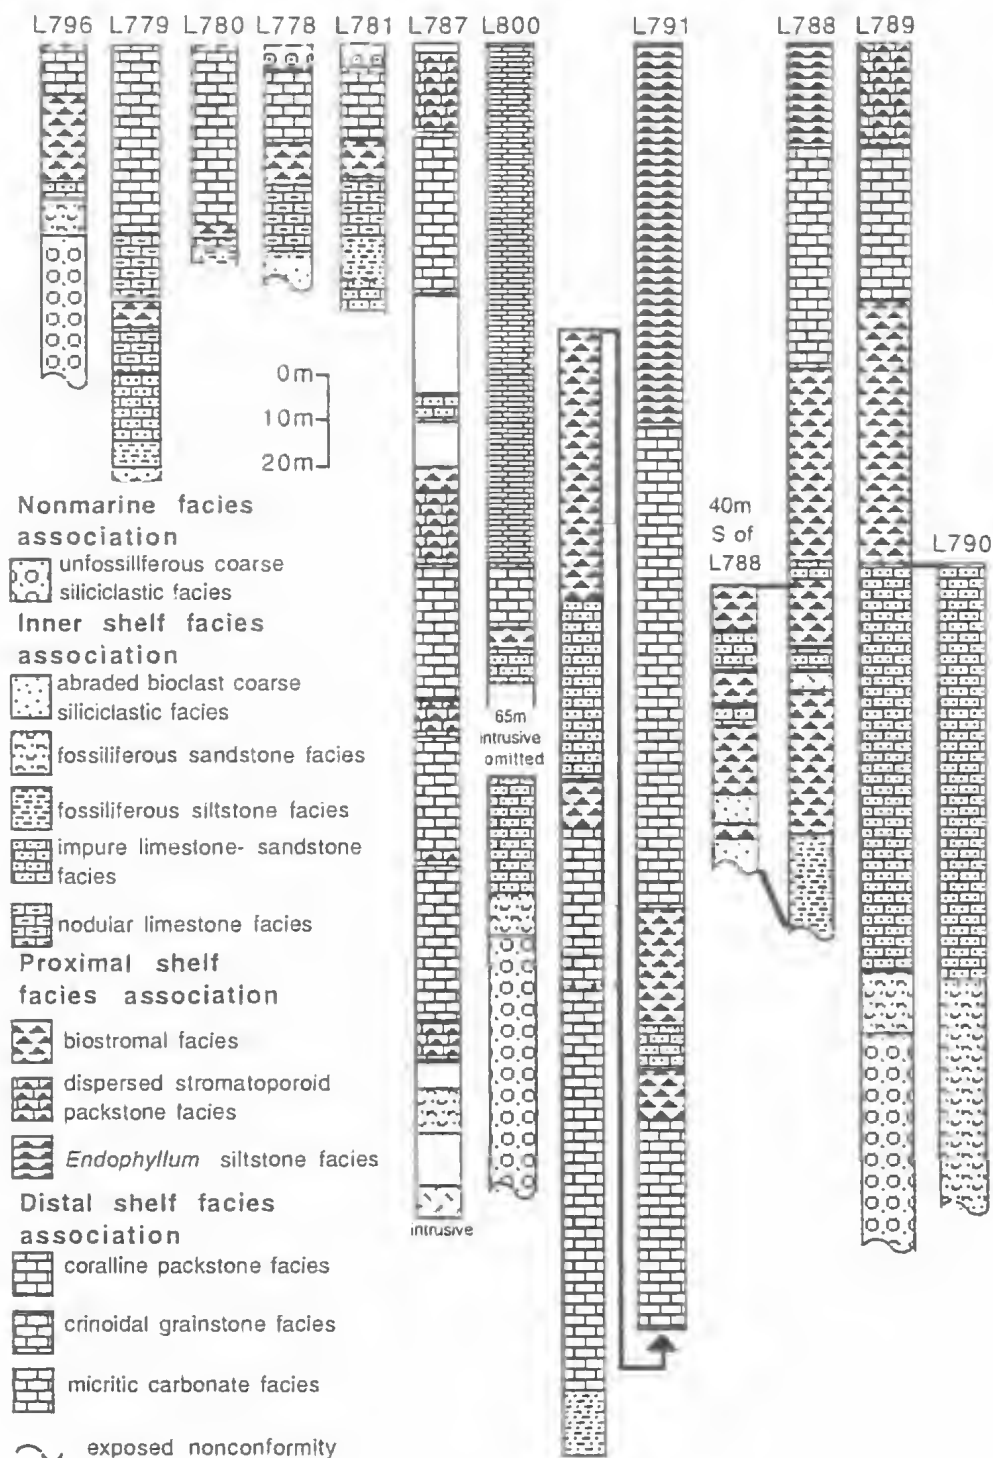 L796 L779 L780 L778 L781 L787 L800 L791 L788 L789
0m
10m
20m
40m
S of
L788
L790
65m
intrusive
omitted
intrusive
Nonmarine facies
association
unfossiliferous coarse
siliciclastic facies
Inner shelf facies
association
abraded bioclast coarse
siliciclastic facies
fossiliferous sandstone facies
fossiliferous siltstone facies
impure limestone- sandstone
facies
nodular limestone facies
Proximal shelf
facies association
biostromal facies
dispersed stromatoporoid
packstone facies
Endophyllum siltstone facies
Distal shelf facies
association
coralline packstone facies
crinoidal grainstone facies
micritic carbonate facies
exposed nonconformity